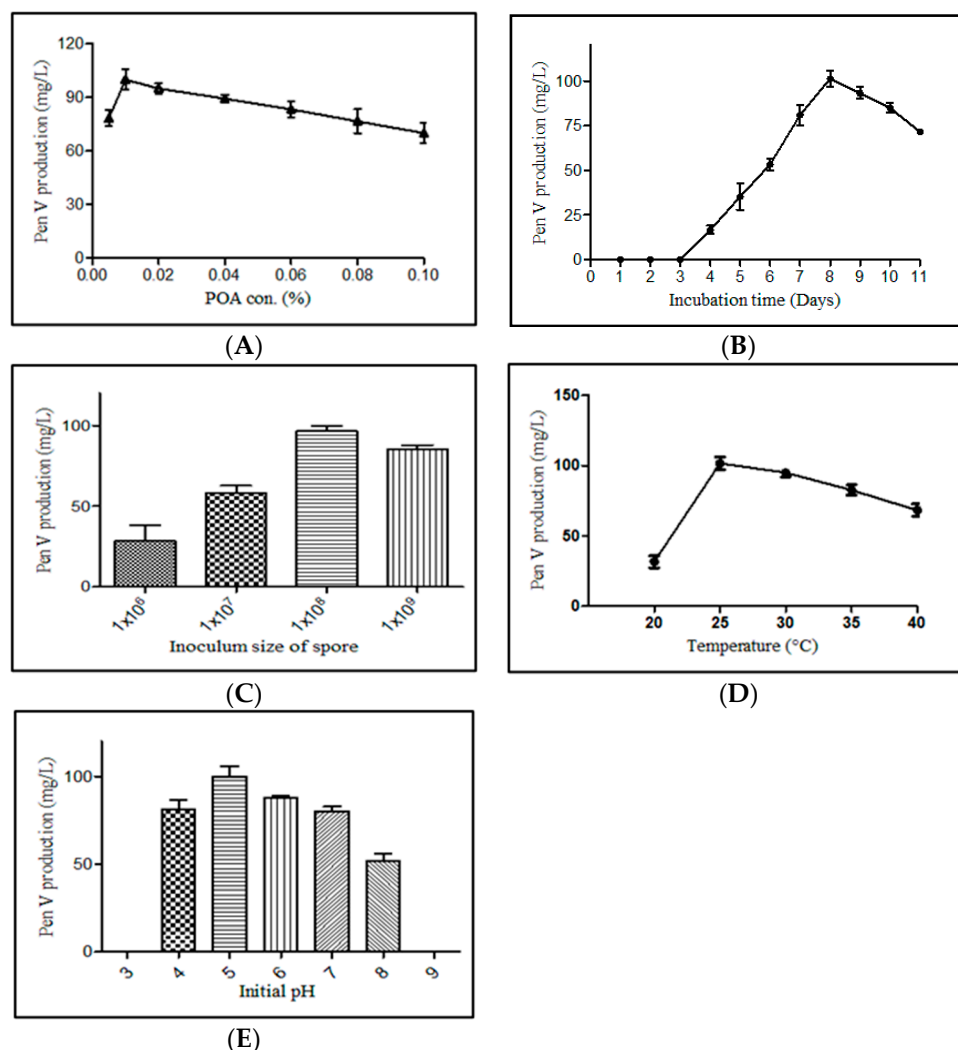 Pen V production (mg/L)
120
90
60
30
0
0.00 0.02 0.04 0.06 0.08 0.10
POA con. (%)
(A)
Pen V production (mg/L)
100
75
50
25
0
0 1 2 3 4 5 6 7 8 9 10 11
Incubation time (Days)
(B)
Pen V production (mg/L)
100
50
0
1x10⁶ 1x10⁷ 1x10⁸ 1x10⁹
Inoculum size of spore
(C)
Pen V production (mg/L)
150
100
50
0
20 25 30 35 40
Temperature (°C)
(D)
Pen V production (mg/L)
100
50
0
3 4 5 6 7 8 9
Initial pH
(E)